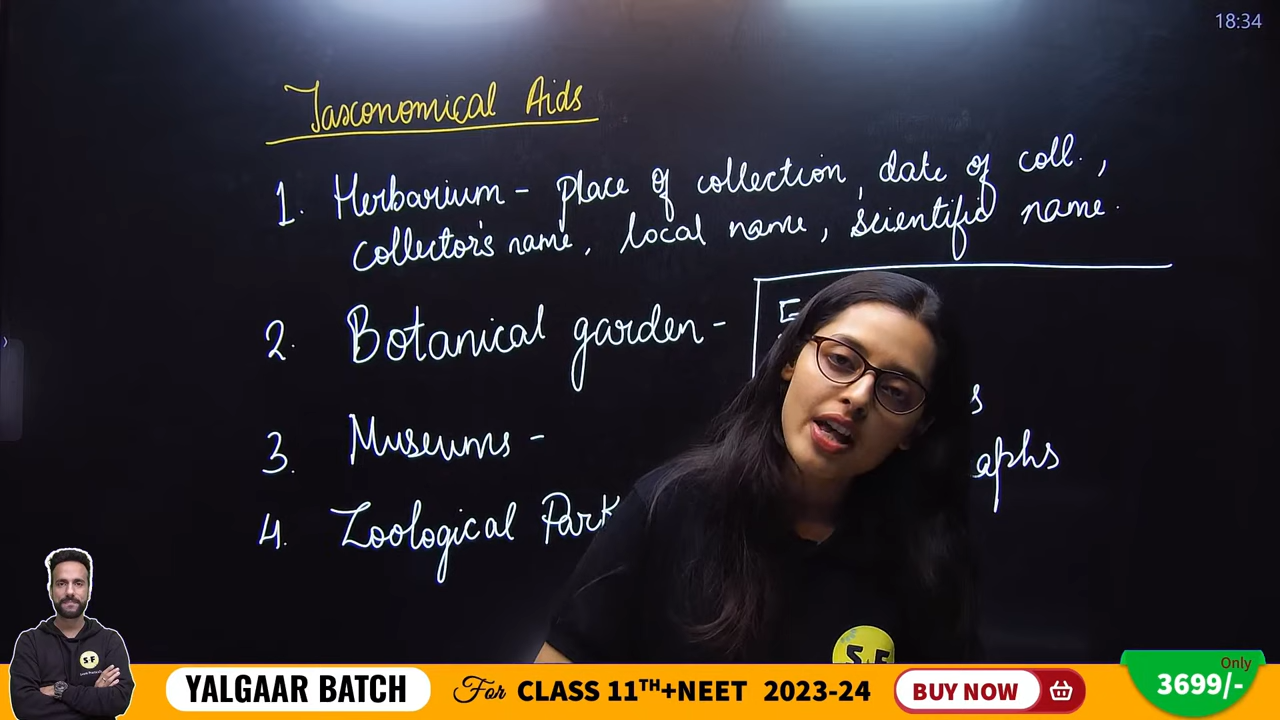 18:34
Taxonomical Aids
1. Herbarium - place of collection, date of coll.,
collector's name, local name, scientific name.
2. Botanical garden -
3. Museums -
s
aphs
4. Zoological Park
S F
S F
YALGAAR BATCH For CLASS 11TH+NEET 2023-24 BUY NOW
Only
3699/-